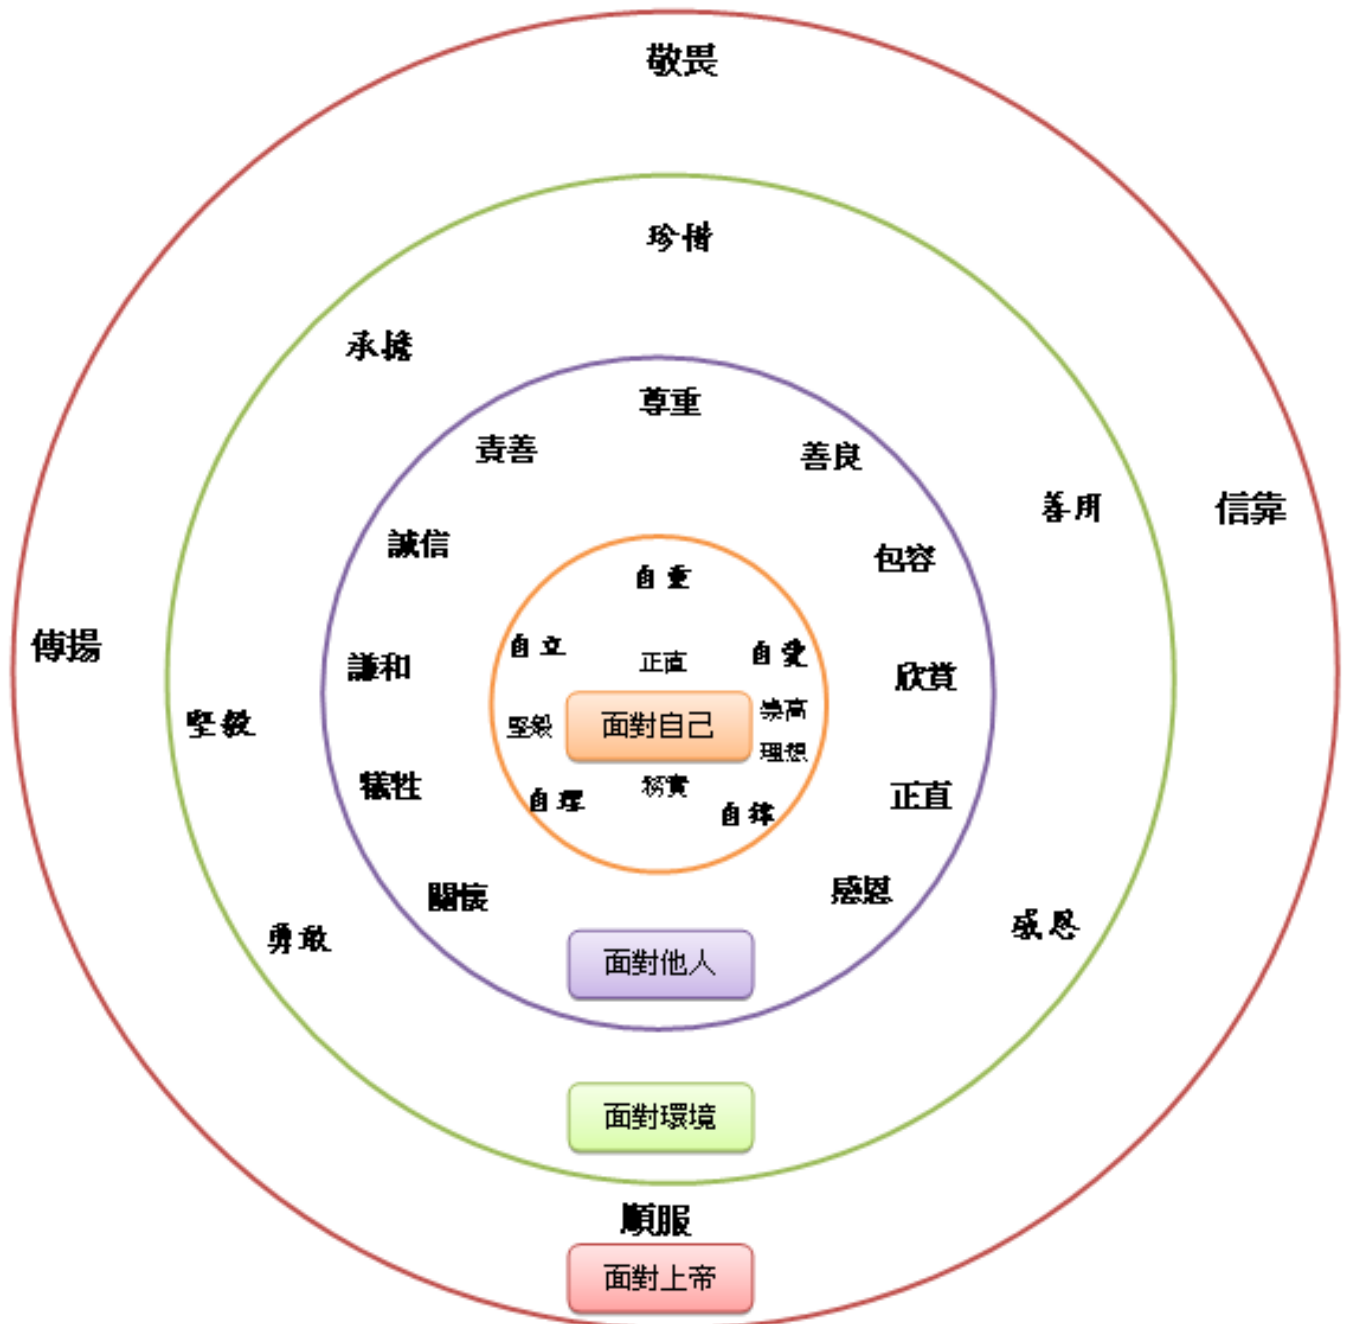 敬畏
珍惜
承擔
尊重
責善
善良
善用
信靠
誠信
包容
自重
傳揚
自立
正直
自愛
謙和
欣賞
堅毅
堅毅
面對自己
崇高
理想
犧牲
務實
正直
自理
自律
關懷
感恩
勇敢
感恩
面對他人
面對環境
順服
面對上帝